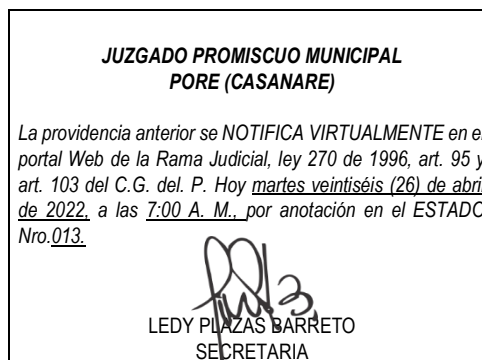 JUZGADO PROMISCUO MUNICIPAL
PORE (CASANARE)
La providencia anterior se NOTIFICA VIRTUALMENTE en el
portal Web de la Rama Judicial, ley 270 de 1996, art. 95 y
art. 103 del C.G. del. P. Hoy martes veintiséis (26) de abril
de 2022, a las 7:00 A. M., por anotación en el ESTADO
Nro.013.
LEDY PLAZAS BARRETO
SECRETARIA